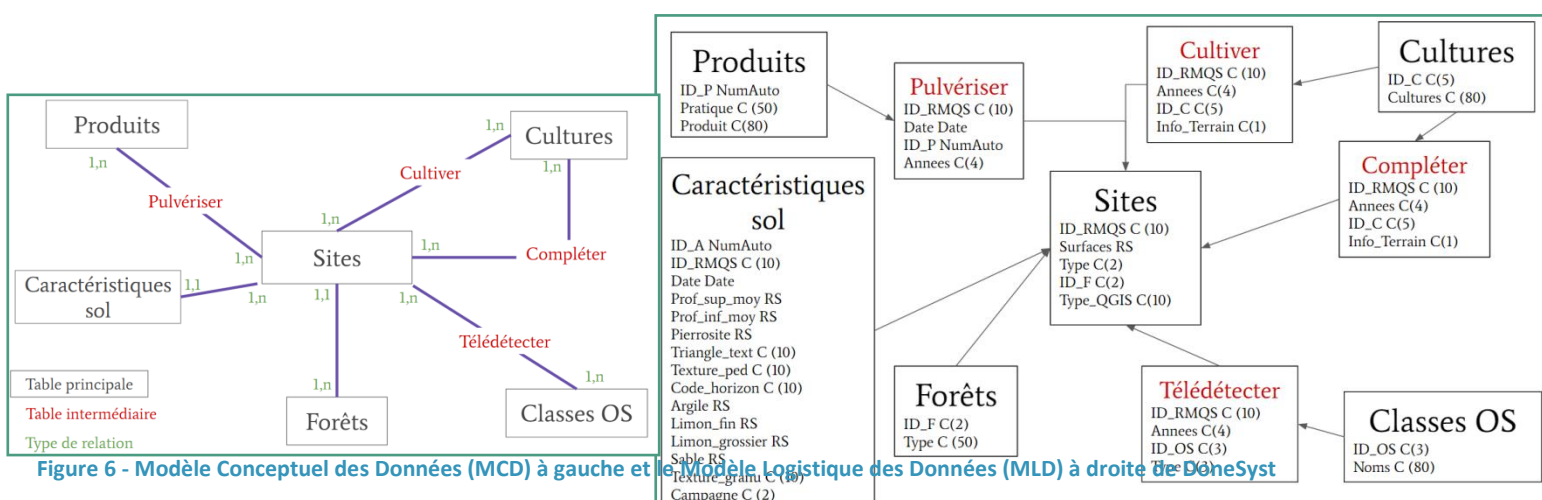 Produits
1,n
Pulvériser
1,n
Cultures
1,n
1,n
Cultiver
1,n
Sites
1,n
Compléter
Caractéristiques
sol
1,1
1,n
1,1
1,n
Télédétecter
1,n
1,n
Forêts
Classes OS
Table principale
Table intermédiaire
Type de relation
Produits
ID_P NumAuto
Pratique C (50)
Produit C(80)
Pulvériser
ID_RMQS C (10)
Date Date
ID_P NumAuto
Annees C(4)
Cultiver
ID_RMQS C (10)
Annees C(4)
ID_C C(5)
Info_Terrain C(1)
Cultures
ID_C C(5)
Cultures C (80)
Compléter
ID_RMQS C (10)
Annees C(4)
ID_C C(5)
Info_Terrain C(1)
Caractéristiques
sol
ID_A NumAuto
ID_RMQS C (10)
Date Date
Prof_sup_moy RS
Prof_inf_moy RS
Pierrosite RS
Triangle_text C (10)
Texture_ped C (10)
Code_horizon C (10)
Argile RS
Limon_fin RS
Limon_grossier RS
Sable RS
Texture_granu C (10)
Campagne C (2)
Sites
ID_RMQS C (10)
Surfaces RS
Type C(2)
ID_F C(2)
Type_QGIS C(10)
Forêts
ID_F C(2)
Type C (50)
Télédétecter
ID_RMQS C (10)
Annees C(4)
ID_OS C(3)
Classes OS
ID_OS C(3)
Noms C (80)
Figure 6 - Modèle Conceptuel des Données (MCD) à gauche et le Modèle Logistique des Données (MLD) à droite de DoneSyst